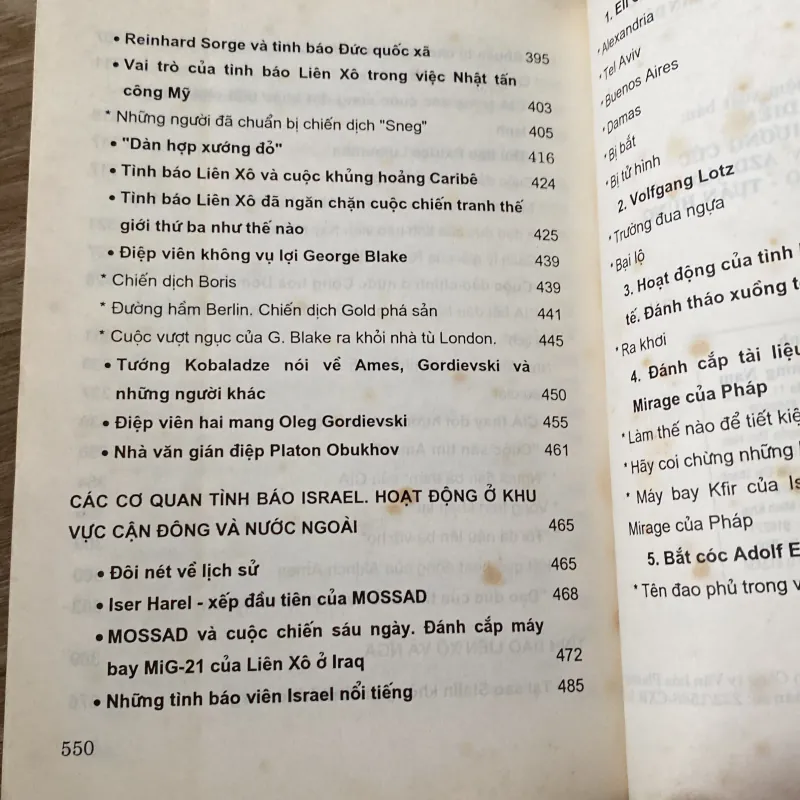 • Reinhard Sorge và tình báo Đức quốc xã 395
• Vai trò của tình báo Liên Xô trong việc Nhật tấn
công Mỹ 403
* Những người đã chuẩn bị chiến dịch "Sneg" 405
• "Dàn hợp xướng đỏ" 416
• Tình báo Liên Xô và cuộc khủng hoảng Caribê 424
• Tình báo Liên Xô đã ngăn chặn cuộc chiến tranh thế
giới thứ ba như thế nào 425
• Điệp viên không vụ lợi George Blake 439
* Chiến dịch Boris 439
* Đường hầm Berlin. Chiến dịch Gold phá sản 441
* Cuộc vượt ngục của G. Blake ra khỏi nhà tù London. 445
• Tướng Kobaladze nói về Ames, Gordievski và
những người khác 450
• Điệp viên hai mang Oleg Gordievski 455
• Nhà văn gián điệp Platon Obukhov 461
CÁC CƠ QUAN TÌNH BÁO ISRAEL. HOẠT ĐỘNG Ở KHU
VỰC CẬN ĐÔNG VÀ NƯỚC NGOÀI 465
• Đôi nét về lịch sử 465
• Iser Harel - xếp đầu tiên của MOSSAD 468
• MOSSAD và cuộc chiến sáu ngày. Đánh cắp máy
bay MiG-21 của Liên Xô ở Iraq 472
• Những tình báo viên Israel nổi tiếng 485
550
1. Eli
* Alexandria
* Tel Aviv
* Buenos Aires
* Damas
* Bị bắt
* Bị tử hình
2. Volfgang Lotz
* Trường đua ngựa
* Bại lộ
3. Hoạt động của tình
tế. Đánh tháo xuồng
* Ra khơi
4. Đánh cắp tài liệu
Mirage của Pháp
* Làm thế nào để tiết
* Hãy coi chừng những
* Máy bay Kfir của
Mirage của Pháp
5. Bắt cóc Adolf
* Tên đao phủ trong